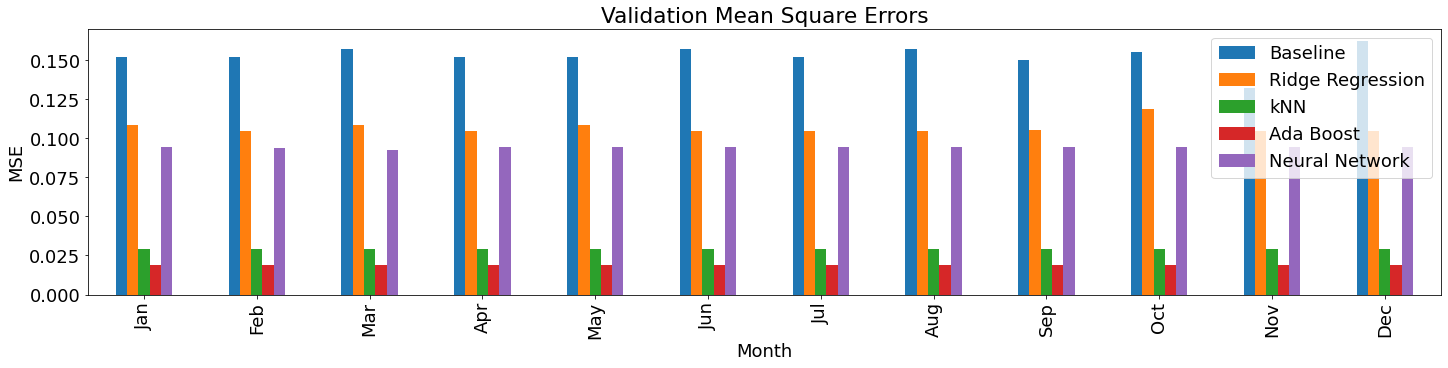 Validation Mean Square Errors
MSE
0.150
0.125
0.100
0.075
0.050
0.025
0.000
Baseline
Ridge Regression
kNN
Ada Boost
Neural Network
Jan
Feb
Mar
Apr
May
Jun
Jul
Aug
Sep
Oct
Nov
Dec
Month